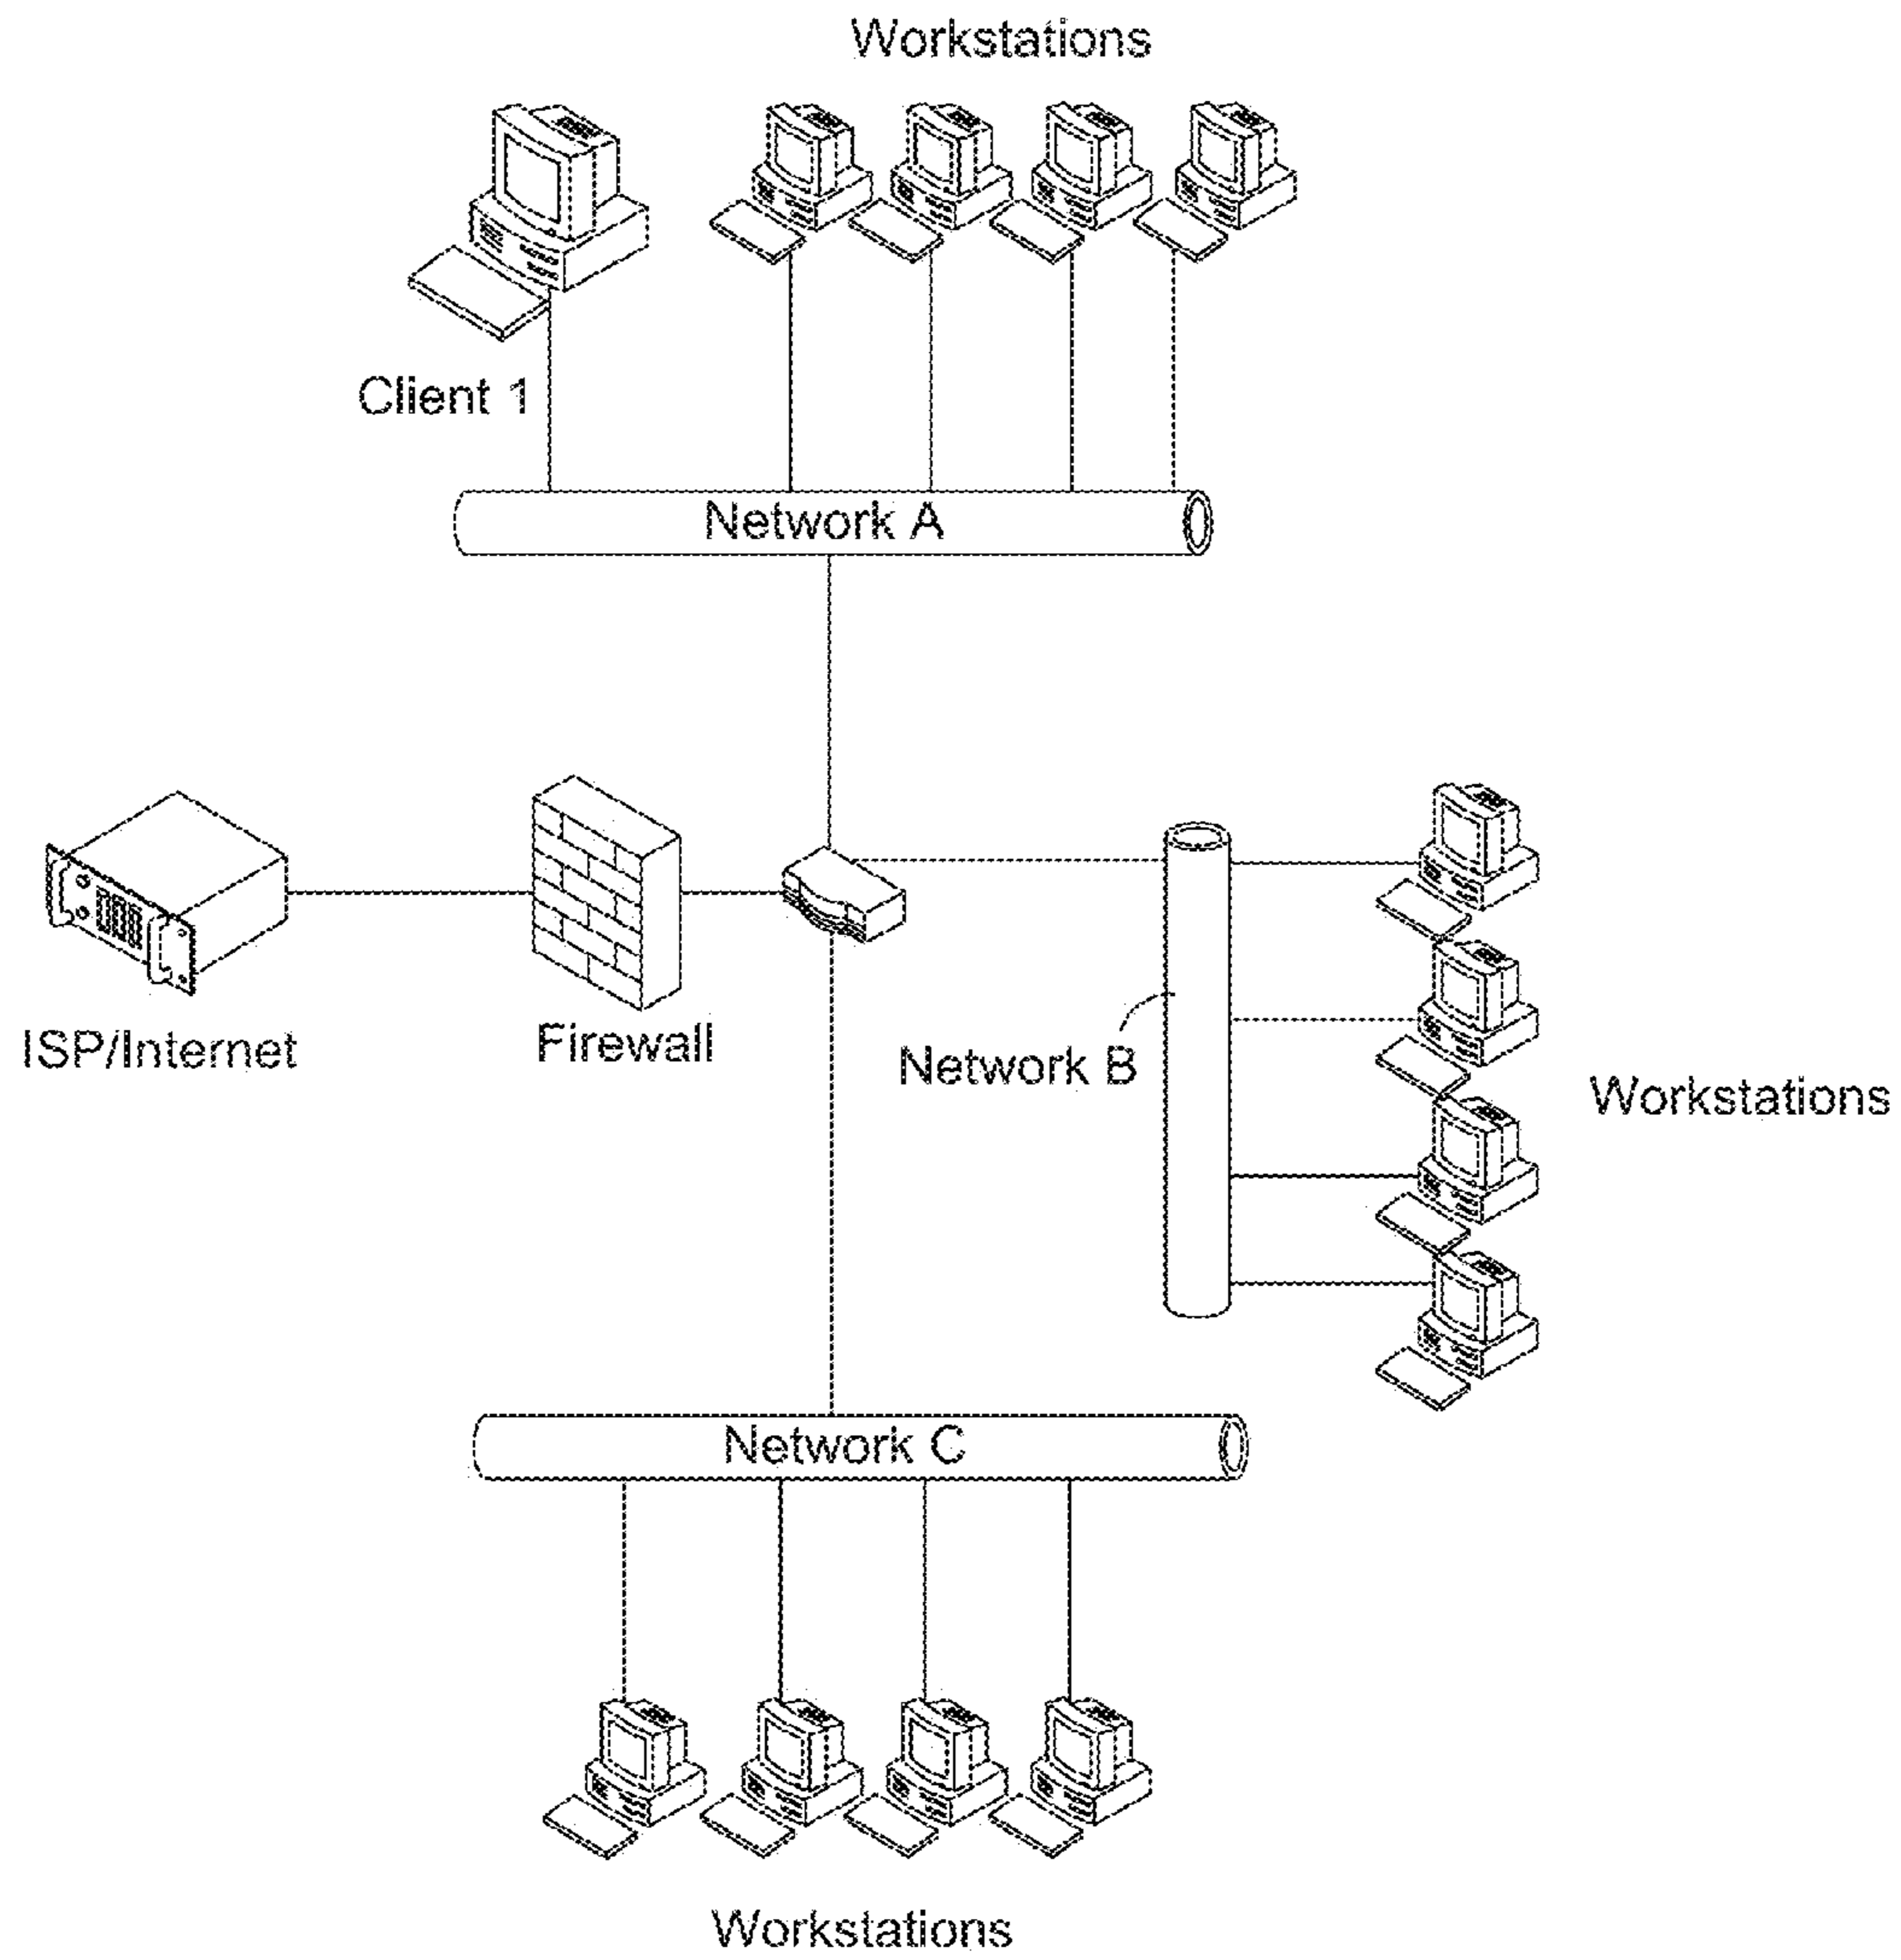 Workstations
Client 1
Network A
ISP/Internet
Firewall
Network B
Workstations
Network C
Workstations